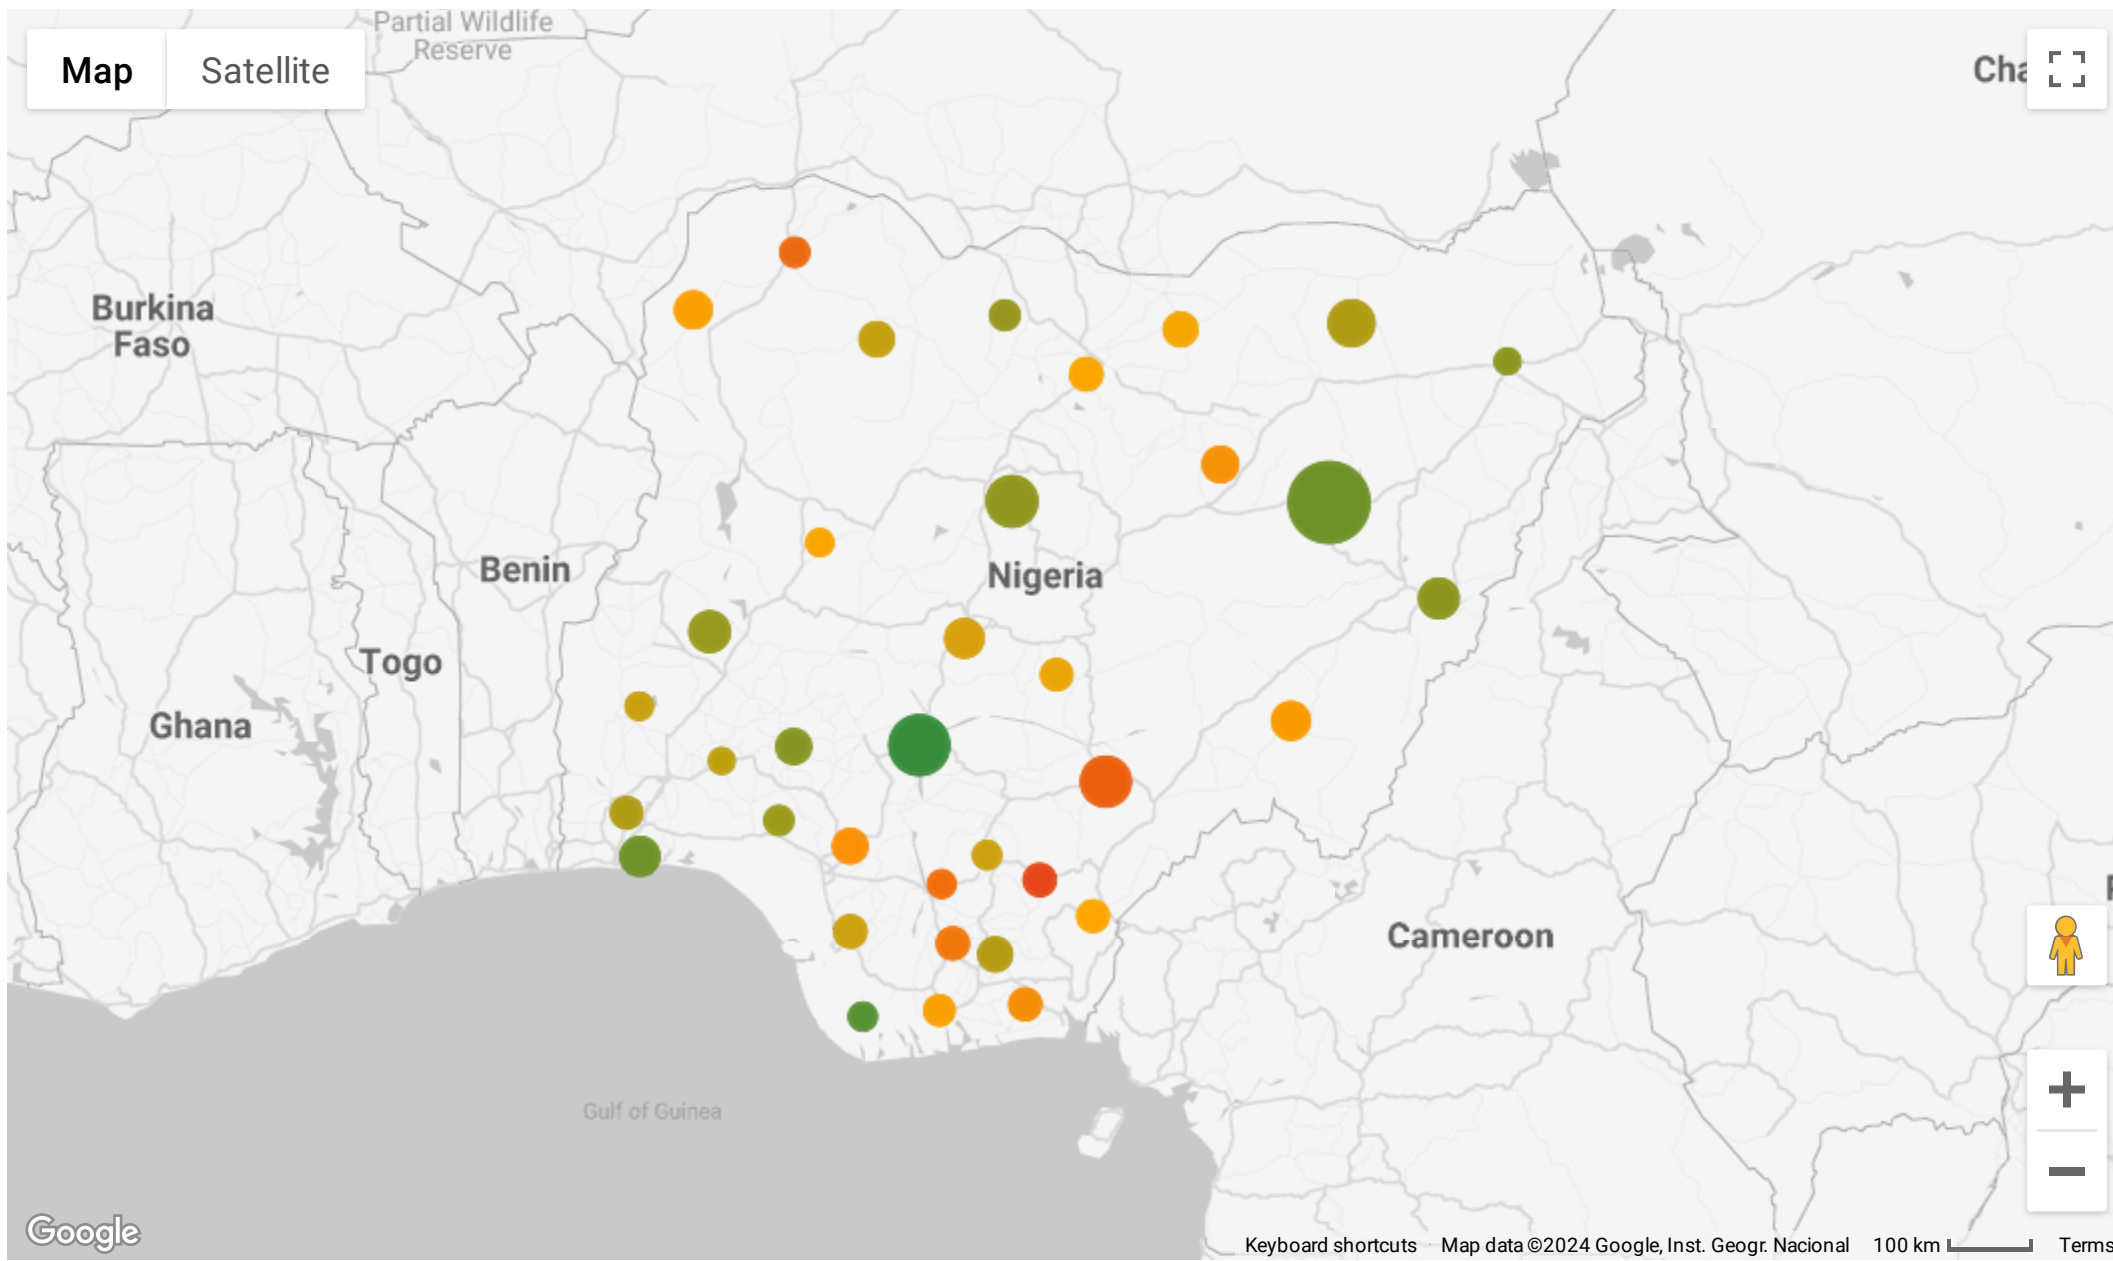 Partial Wildlife
Reserve
Map
Satellite
Cha
Burkina
Faso
Benin
Nigeria
Togo
Ghana
Cameroon
Gulf of Guinea
Google
Keyboard shortcuts
Map data ©2024 Google, Inst. Geogr. Nacional
100 km
Terms